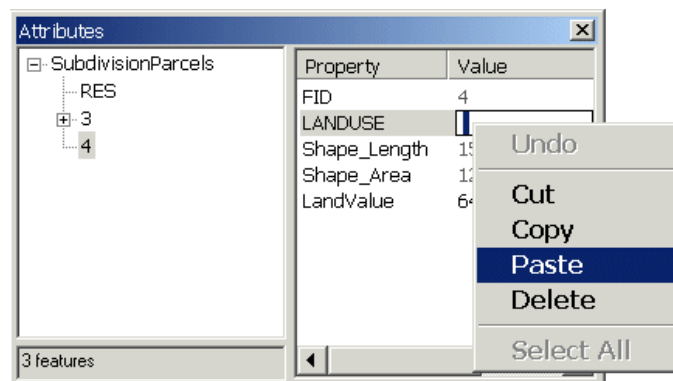 Attributes
SubdivisionParcels
RES
3
4
3 features
Property Value
FID 4
LANDUSE
Shape_Length
Shape_Area
LandValue
Undo
Cut
Copy
Paste
Delete
Select All